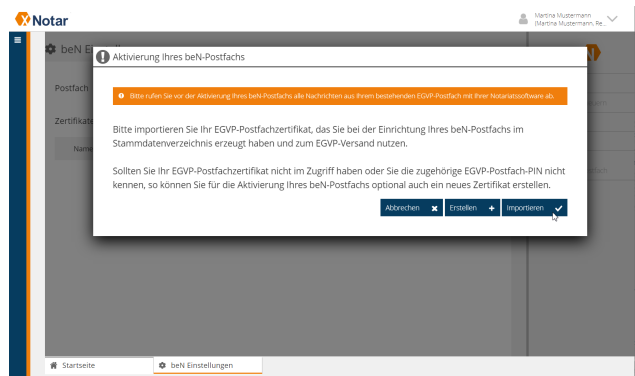 XNotar
Martina Mustermann
(Martina Mustermann, Re...
beN E
Aktivierung Ihres beN-Postfachs
Postfach
Bitte rufen Sie vor der Aktivierung Ihres beN-Postfachs alle Nachrichten aus Ihrem bestehenden EGVP-Postfach mit Ihrer Notariatssoftware ab.
Zertifikate
Name
Bitte importieren Sie Ihr EGVP-Postfachzertifikat, das Sie bei der Einrichtung Ihres beN-Postfachs im
Stammdatenverzeichnis erzeugt haben und zum EGVP-Versand nutzen.
Sollten Sie Ihr EGVP-Postfachzertifikat nicht im Zugriff haben oder Sie die zugehörige EGVP-Postfach-PIN nicht
kennen, so können Sie für die Aktivierung Ihres beN-Postfachs optional auch ein neues Zertifikat erstellen.
Abbrechen Erstellen Importieren
Startseite beN Einstellungen